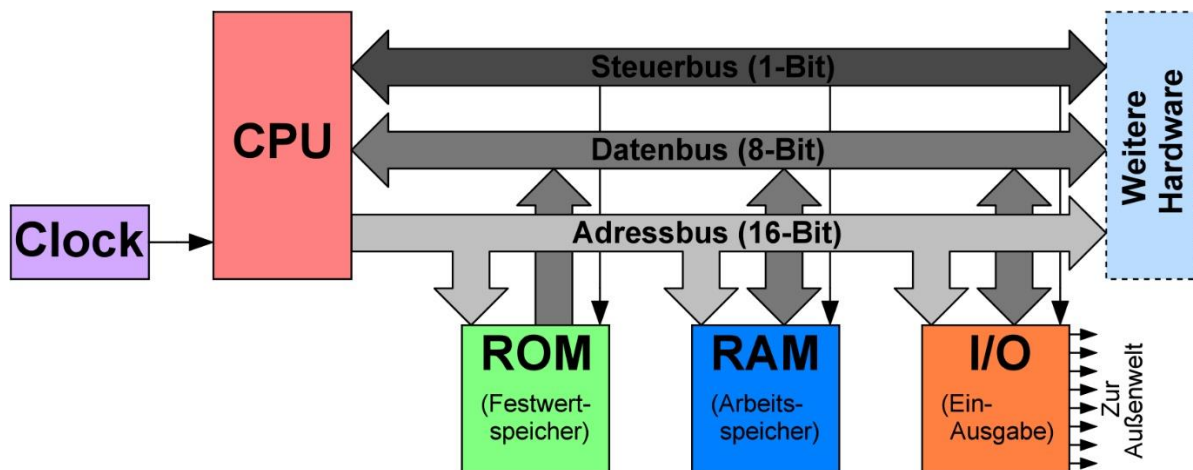 Steuerbus (1-Bit)
CPU
Datenbus (8-Bit)
Weitere
Hardware
Clock
Adressbus (16-Bit)
ROM
(Festwert-
speicher)
RAM
(Arbeits-
speicher)
I/O
(Ein-
Ausgabe)
Zur
Außenwelt